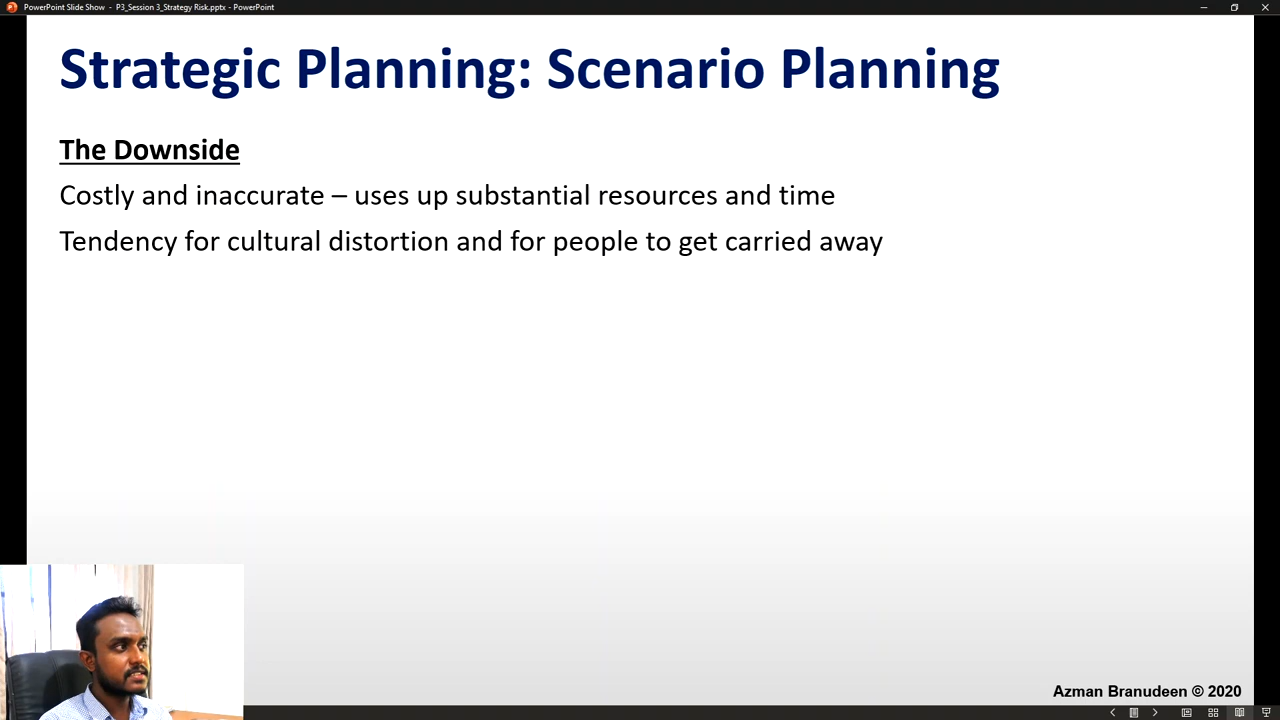 PowerPoint Slide Show - P3_Session 3_Strategy Risk.pptx - PowerPoint
Strategic Planning: Scenario Planning
The Downside
Costly and inaccurate – uses up substantial resources and time
Tendency for cultural distortion and for people to get carried away
Azman Branudeen © 2020